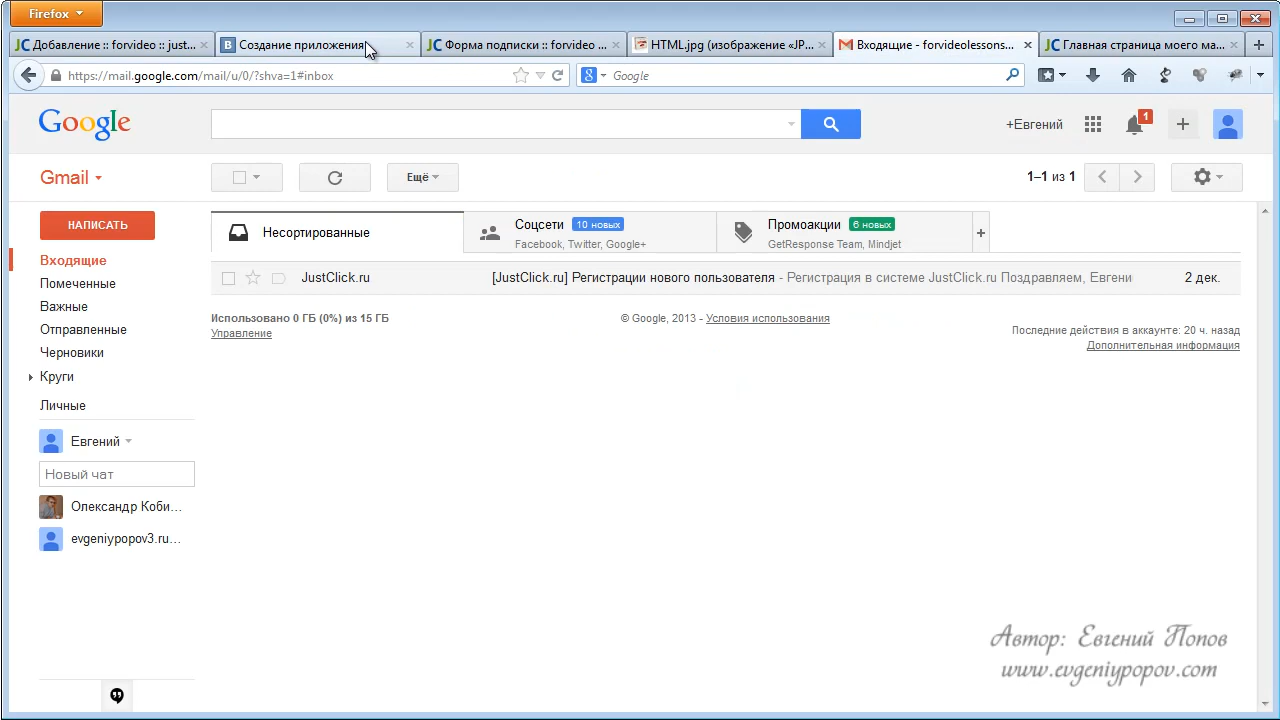 Firefox
Добавление :: forvideo :: just...
Создание приложения
Форма подписки :: forvideo ...
HTML.jpg (изображение «JP...
Входящие - forvideolessons...
Главная страница моего ма...
https://mail.google.com/mail/u/0/?shva=1#inbox
Google
Google
+Евгений
1
Gmail
Ещё
1–1 из 1
НАПИСАТЬ
Входящие
Помеченные
Важные
Отправленные
Черновики
Круги
Личные
Евгений
Новый чат
Олександр Коби...
evgeniypopov3.ru...
Несортированные
Соцсети 10 новых
Facebook, Twitter, Google+
Промоакции 6 новых
GetResponse Team, Mindjet
JustClick.ru [JustClick.ru] Регистрации нового пользователя - Регистрация в системе JustClick.ru Поздравляем, Евгени 2 дек.
Использовано 0 ГБ (0%) из 15 ГБ
Управление
© Google, 2013 - Условия использования
Последние действия в аккаунте: 20 ч. назад
Дополнительная информация
Автор: Евгений Попов
www.evgeniypopov.com